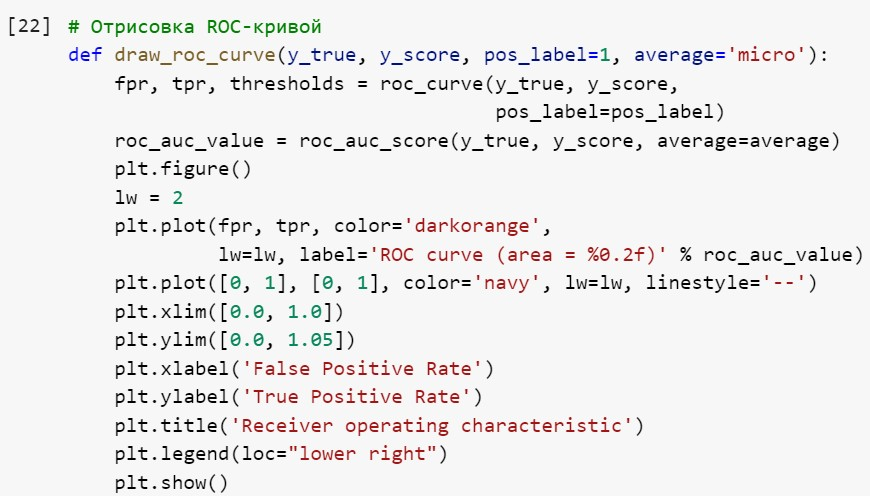 [22] # Отрисовка ROC-кривой
def draw_roc_curve(y_true, y_score, pos_label=1, average='micro'):
    fpr, tpr, thresholds = roc_curve(y_true, y_score,
                                     pos_label=pos_label)
    roc_auc_value = roc_auc_score(y_true, y_score, average=average)
    plt.figure()
    lw = 2
    plt.plot(fpr, tpr, color='darkorange',
             lw=lw, label='ROC curve (area = %0.2f)' % roc_auc_value)
    plt.plot([0, 1], [0, 1], color='navy', lw=lw, linestyle='--')
    plt.xlim([0.0, 1.0])
    plt.ylim([0.0, 1.05])
    plt.xlabel('False Positive Rate')
    plt.ylabel('True Positive Rate')
    plt.title('Receiver operating characteristic')
    plt.legend(loc="lower right")
    plt.show()